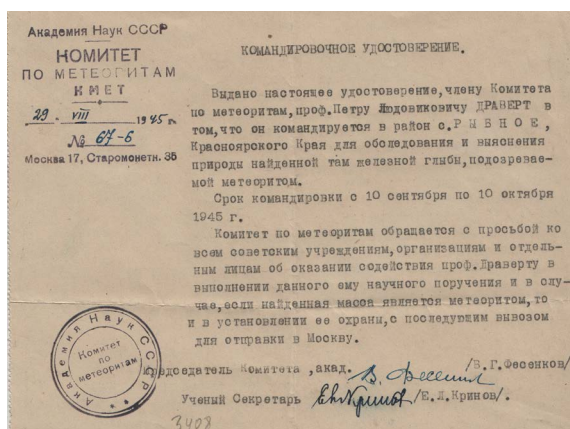 Академия Наук СССР
КОМИТЕТ
ПО МЕТЕОРИТАМ
КМЕТ
29 - VIII 1945 г.
№ 67-6
Москва 17, Старомонетн. 35
КОМАНДИРОВОЧНОЕ УДОСТОВЕРЕНИЕ.
Выдано настоящее удостоверение, члену Комитета
по метеоритам, проф. Петру Людовиковичу ДРАВЕРТ в
том, что он командируется в район с. РЫБНОЕ,
Красноярского Края для обследования и выяснения
природы найденной там железной глыбы, подозревае-
мой метеоритом.
Срок командировки с 10 сентября по 10 октября
1945 г.
Комитет по метеоритам обращается с просьбой ко
всем советским учреждениям, организациям и отдель-
ным лицам об оказании содействия проф. Драверту в
выполнении данного ему научного поручения и в слу-
чае, если найденная масса является метеоритом, то
и в установлении ее охраны, с последующим вывозом
для отправки в Москву.
Председатель Комитета, акад. В. Фесенков /В.Г. Фесенков/
Ученый Секретарь ЕвлКринов /Е.Л. Кринов/.
Академия Наук СССР
Комитет
по
метеоритам
3408